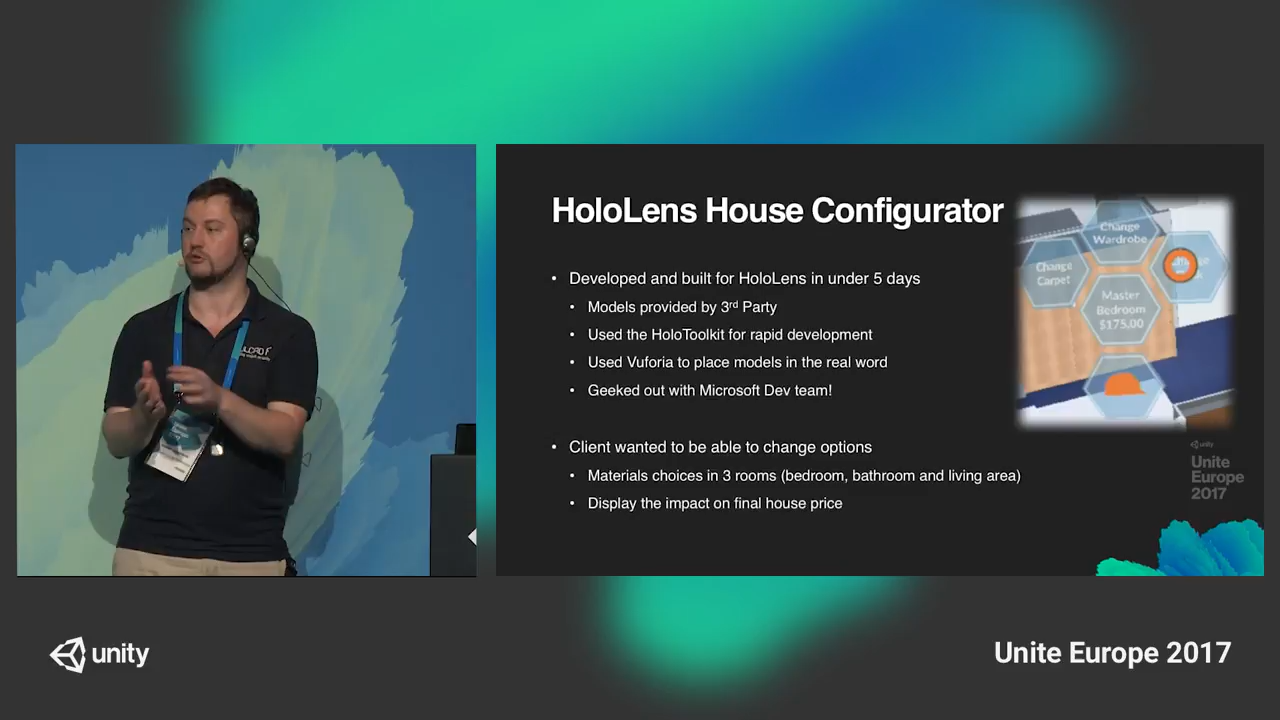 HoloLens House Configurator
• Developed and built for HoloLens in under 5 days
• Models provided by 3rd Party
• Used the HoloToolkit for rapid development
• Used Vuforia to place models in the real word
• Geeked out with Microsoft Dev team!
• Client wanted to be able to change options
• Materials choices in 3 rooms (bedroom, bathroom and living area)
• Display the impact on final house price
Change
Wardrobe
Change
Carpet
Master
Bedroom
$175.00
unity
Unite
Europe
2017
unity
Unite Europe 2017